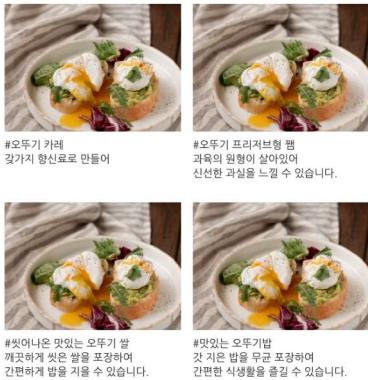 #오뚜기 카레
갖가지 향신료로 만들어
#오뚜기 프리저브형 쨈
과육의 원형이 살아있어
신선한 과실을 느낄 수 있습니다.
#씻어나온 맛있는 오뚜기 쌀
깨끗하게 씻은 쌀을 포장하여
간편하게 밥을 지을 수 있습니다.
#맛있는 오뚜기밥
갓 지은 밥을 무균 포장하여
간편한 식생활을 즐길 수 있습니다.